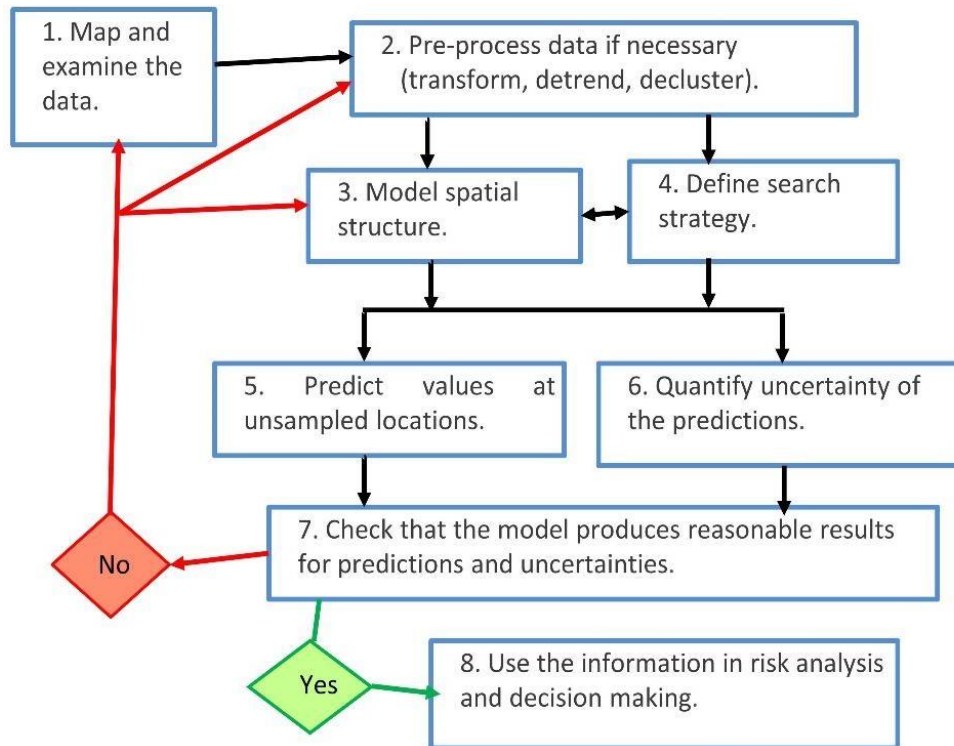 1. Map and
examine the
data.
2. Pre-process data if necessary
(transform, detrend, decluster).
3. Model spatial
structure.
4. Define search
strategy.
5. Predict values at
unsampled locations.
6. Quantify uncertainty of
the predictions.
7. Check that the model produces reasonable results
for predictions and uncertainties.
No
Yes
8. Use the information in risk analysis
and decision making.